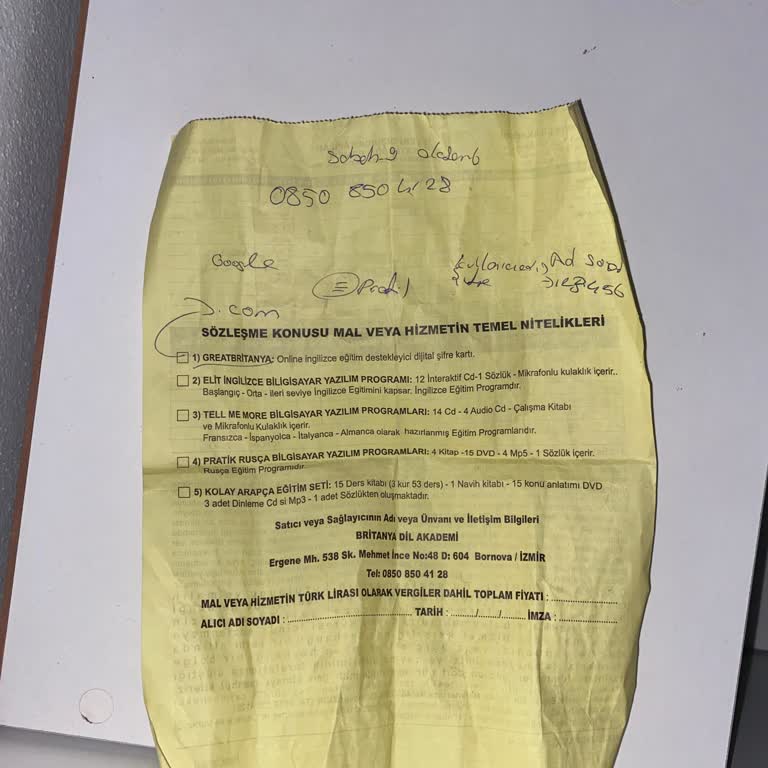 0850 850 41 28
Google
Profil
Ad Soyad
.com
SÖZLEŞME KONUSU MAL VEYA HİZMETİN TEMEL NİTELİKLERİ
1) GREATBRİTANYA: Online ingilizce eğitim destekleyici dijital şifre kartı.
2) ELİT İNGİLİZCE BİLGİSAYAR YAZILIM PROGRAMI: 12 İnteraktif Cd-1 Sözlük - Mikrafonlu kulaklık içerir..
Başlangıç - Orta - ileri seviye İngilizce Egitimini kapsar. İngilizce Eğitim Programdır.
3) TELL ME MORE BİLGİSAYAR YAZILIM PROGRAMLARI: 14 Cd - 4 Audio Cd - Çalışma Kitabı
ve Mikrafonlu Kulaklık içerir.
Fransızca - İspanyolca - İtalyanca - Almanca olarak hazırlanmış Eğitim Programlarıdır.
4) PRATİK RUSÇA BİLGİSAYAR YAZILIM PROGRAMLARI: 4 Kitap -15 DVD - 4 Mp5 - 1 Sözlük içerir.
Rusça Eğitim Programıdır.
5) KOLAY ARAPÇA EĞİTİM SETİ: 15 Ders kitabı (3 kur 53 ders) - 1 Navih kitabı - 15 konu anlatımı DVD
3 adet Dinleme Cd si Mp3 - 1 adet Sözlükten oluşmaktadır.
Satıcı veya Sağlayıcının Adı veya Ünvanı ve İletişim Bilgileri
BRİTANYA DİL AKADEMİ
Ergene Mh. 538 Sk. Mehmet İnce No:48 D: 604 Bornova / İZMİR
Tel: 0850 850 41 28
MAL VEYA HİZMETİN TÜRK LİRASI OLARAK VERGİLER DAHİL TOPLAM FİYATI :
ALICI ADI SOYADI : TARİH : ....../....../...... İMZA :